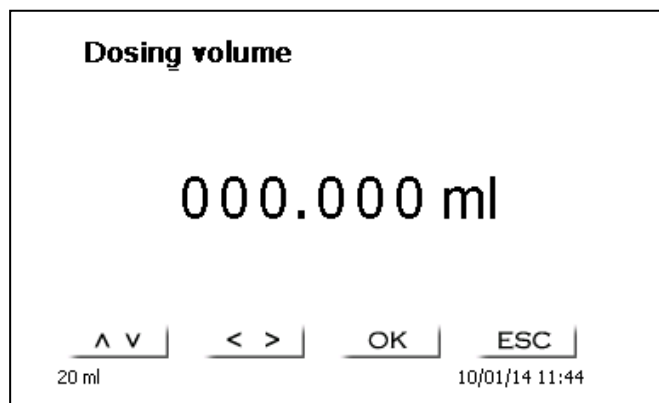 Dosing volume
000.000 ml
∧ ∨ < > OK ESC
20 ml 10/01/14 11:44